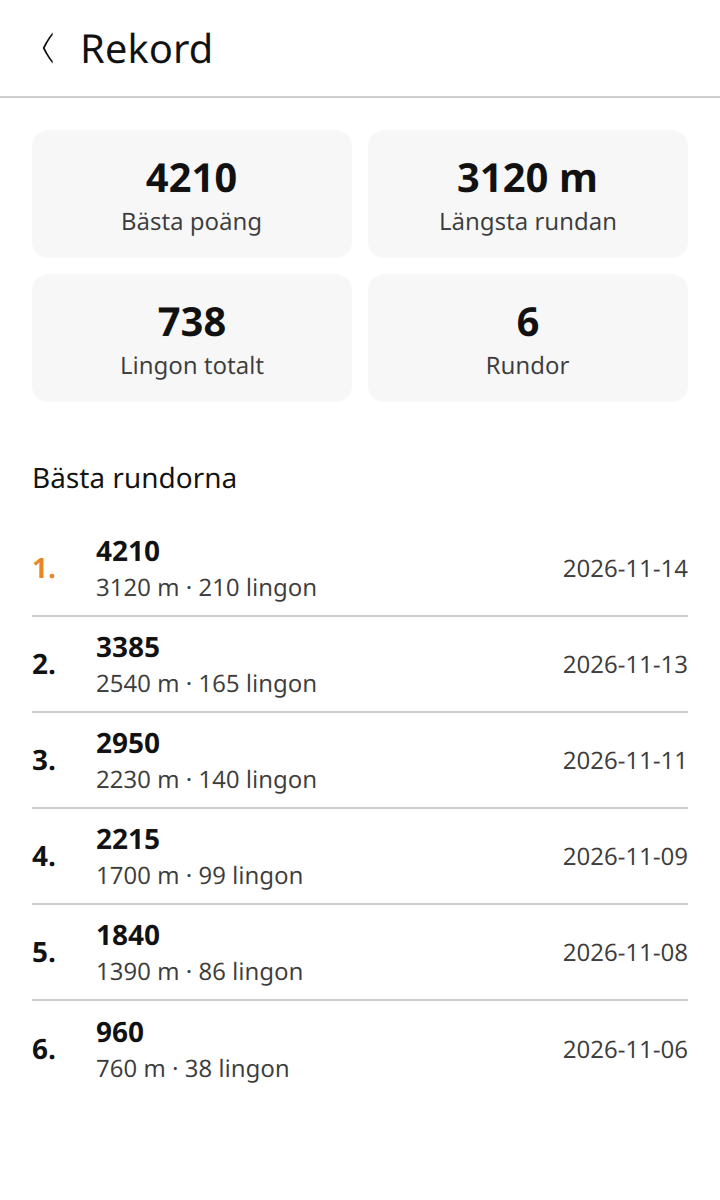 Rekord
4210
Bästa poäng
3120 m
Längsta rundan
738
Lingon totalt
6
Rundor
Bästa rundorna
1.
4210
3120 m · 210 lingon
2026-11-14
2.
3385
2540 m · 165 lingon
2026-11-13
3.
2950
2230 m · 140 lingon
2026-11-11
4.
2215
1700 m · 99 lingon
2026-11-09
5.
1840
1390 m · 86 lingon
2026-11-08
6.
960
760 m · 38 lingon
2026-11-06